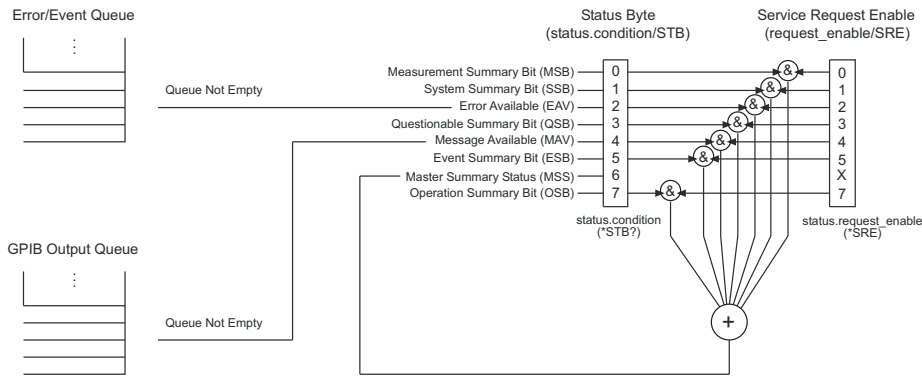 Error/Event Queue
Status Byte
(status.condition/STB)
Service Request Enable
(request_enable/SRE)
Queue Not Empty
Measurement Summary Bit (MSB)
System Summary Bit (SSB)
Error Available (EAV)
Questionable Summary Bit (QSB)
Message Available (MAV)
Event Summary Bit (ESB)
Master Summary Status (MSS)
Operation Summary Bit (OSB)
0
1
2
3
4
5
6
7
&
&
&
&
&
&
&
0
1
2
3
4
5
X
7
status.condition
(*STB?)
status.request_enable
(*SRE)
GPIB Output Queue
Queue Not Empty
+